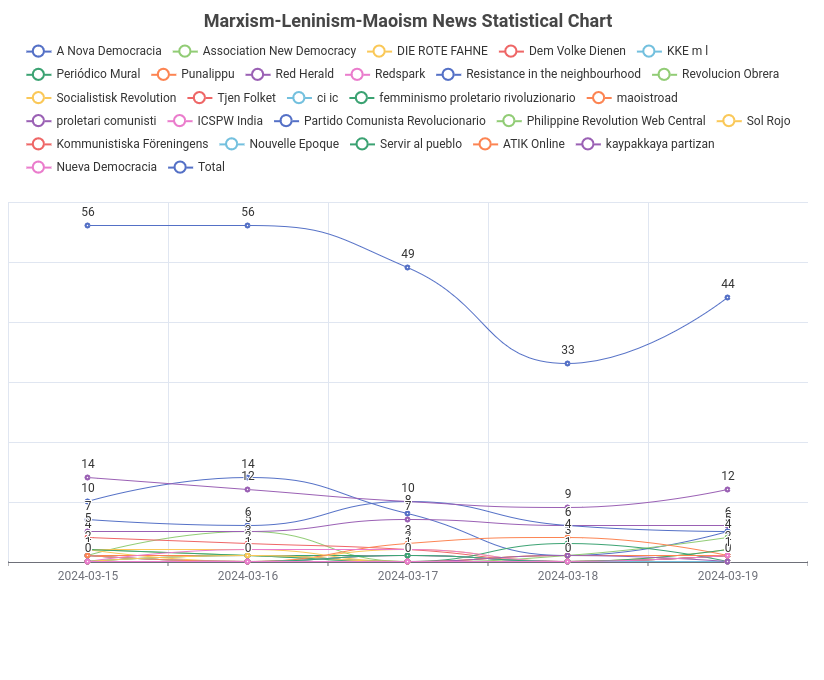 Marxism-Leninism-Maoism News Statistical Chart
A Nova Democracia Association New Democracy DIE ROTE FAHNE Dem Volke Dienen KKE m l
Periódico Mural Punalippu Red Herald Redspark Resistance in the neighbourhood Revolucion Obrera
Socialistisk Revolution Tjen Folket ci ic femminismo proletario rivoluzionario maoistroad
proletari comunisti ICSPW India Partido Comunista Revolucionario Philippine Revolution Web Central Sol Rojo
Kommunistiska Föreningens Nouvelle Epoque Servir al pueblo ATIK Online kaypakkaya partizan
Nueva Democracia Total
56 56
49
44
33
14 14
12 12
10 10
9
8
7 7
6 6 6
5 5 5
4 4
3
0 0 0 0 0
2024-03-15 2024-03-16 2024-03-17 2024-03-18 2024-03-19